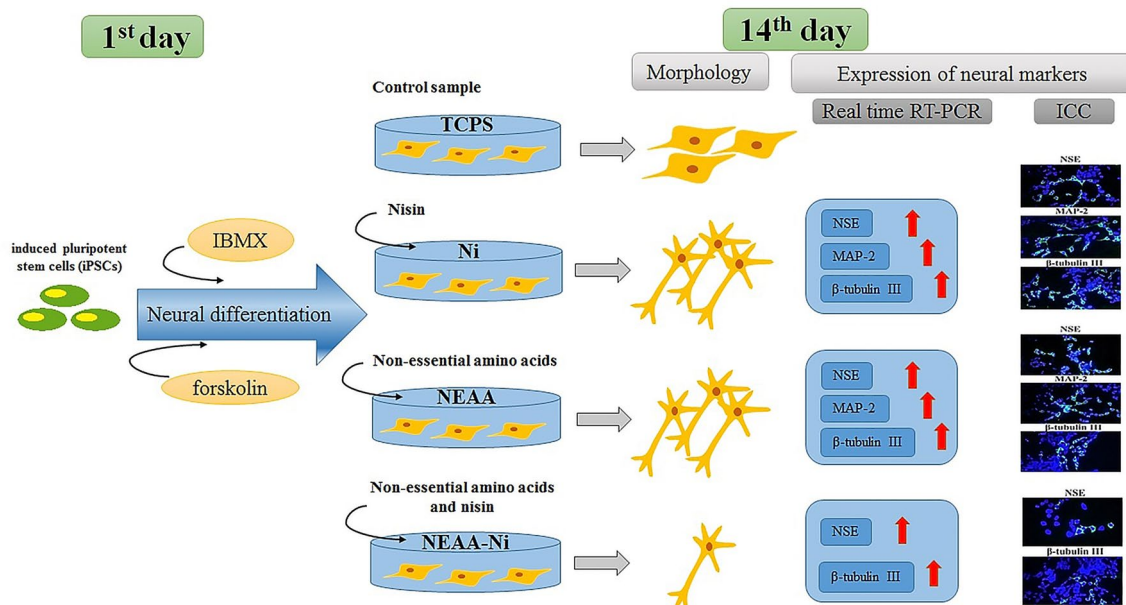 1st day
14th day
Morphology
Expression of neural markers
Real time RT-PCR
ICC
Control sample
TCPS
NSE
MAP-2
β-tubulin III
Nisin
Ni
NSE
MAP-2
β-tubulin III
induced pluripotent
stem cells (iPSCs)
IBMX
Neural differentiation
forskolin
Non-essential amino acids
NEAA
NSE
MAP-2
β-tubulin III
NSE
MAP-2
β-tubulin III
Non-essential amino acids
and nisin
NEAA-Ni
NSE
β-tubulin III
NSE
β-tubulin III